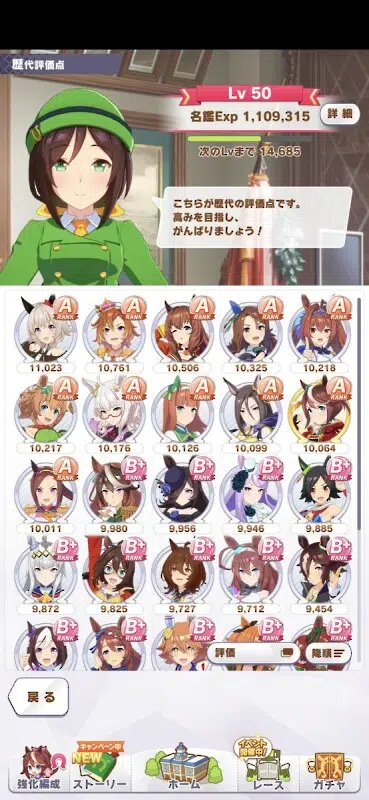 歴代評価点
Lv 50
名鑑Exp 1,109,315
詳細
次のLvまで 14,685
こちらが歴代の評価点です。
高みを目指し、
がんばりましょう！
A RANK A RANK A RANK A RANK A RANK
11,023 10,761 10,506 10,325 10,218
A RANK A RANK A RANK A RANK A RANK
10,217 10,176 10,126 10,099 10,064
A RANK B+ RANK B+ RANK B+ RANK B+ RANK
10,011 9,980 9,956 9,946 9,885
B+ RANK B+ RANK B+ RANK B+ RANK B+ RANK
9,872 9,825 9,727 9,712 9,454
B+ RANK B+ RANK B+ RANK B+ RANK B+ RANK
評価 降順
戻る
キャンペーン中 イベント開催中！
NEW
強化編成 ストーリー ホーム レース ガチャ